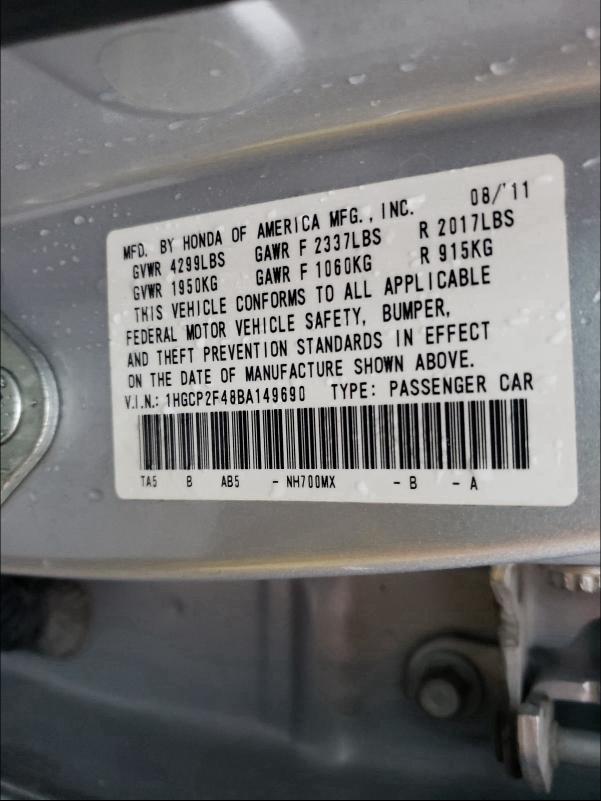 MFD. BY HONDA OF AMERICA MFG., INC. 08/'11
GVWR 4299LBS GAWR F 2337LBS R 2017LBS
GVWR 1950KG GAWR F 1060KG R 915KG
THIS VEHICLE CONFORMS TO ALL APPLICABLE
FEDERAL MOTOR VEHICLE SAFETY, BUMPER,
AND THEFT PREVENTION STANDARDS IN EFFECT
ON THE DATE OF MANUFACTURE SHOWN ABOVE.
V.I.N.: 1HGCP2F48BA149690 TYPE: PASSENGER CAR
TA5 B AB5 - NH700MX - B - A